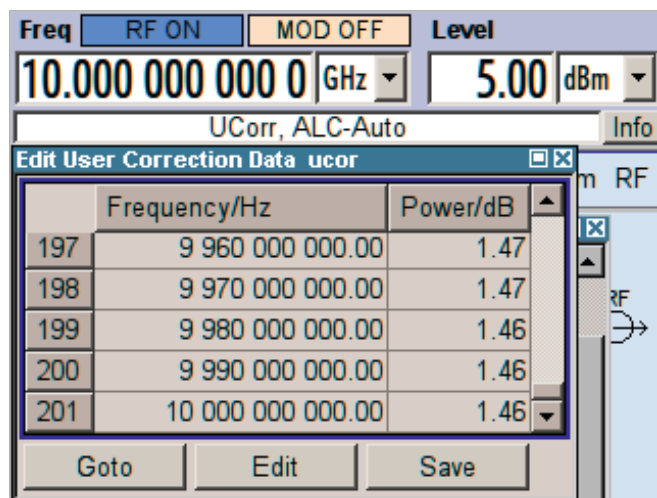 Freq RF ON MOD OFF Level
10.000 000 000 0 GHz 5.00 dBm
UCorr, ALC-Auto Info
Edit User Correction Data ucor
m RF
Frequency/Hz Power/dB
197 9 960 000 000.00 1.47
198 9 970 000 000.00 1.47
RF
199 9 980 000 000.00 1.46
200 9 990 000 000.00 1.46
201 10 000 000 000.00 1.46
Goto Edit Save